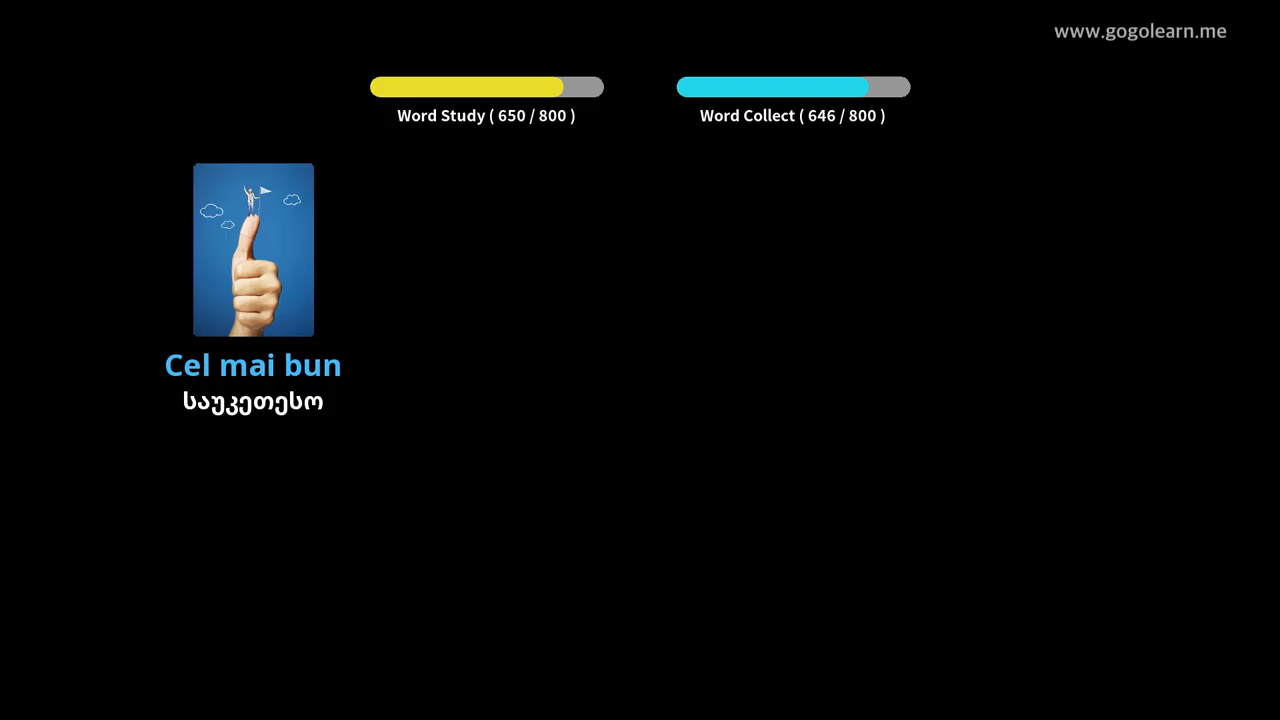 www.gogolearn.me
Word Study ( 650 / 800 )
Word Collect ( 646 / 800 )
Cel mai bun
საუკეთესო